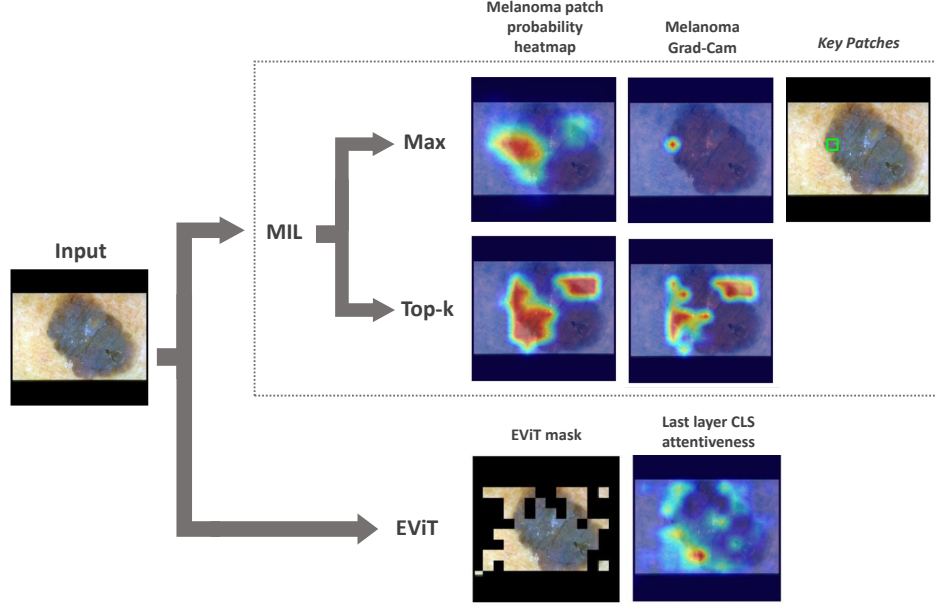 Melanoma patch
probability
heatmap
Melanoma
Grad-Cam
Key Patches
Max
MIL
Input
Top-k
EViT mask
Last layer CLS
attentiveness
EViT